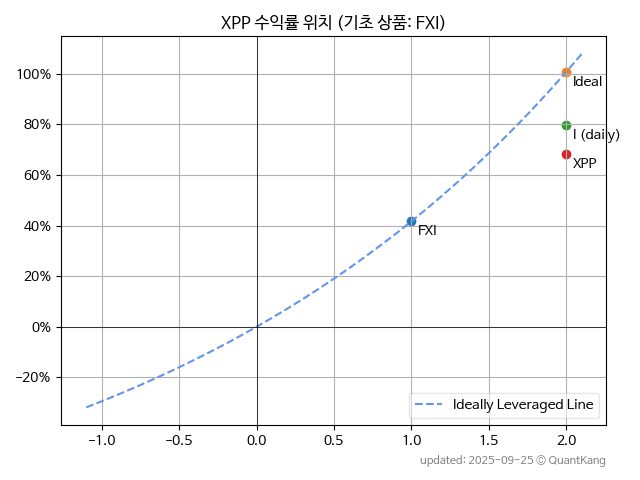 XPP 수익률 위치 (기초 상품: FXI)
100%
80%
60%
40%
20%
0%
−20%
Ideal
I (daily)
XPP
FXI
Ideally Leveraged Line
−1.0 −0.5 0.0 0.5 1.0 1.5 2.0
updated: 2025-09-25 © QuantKang